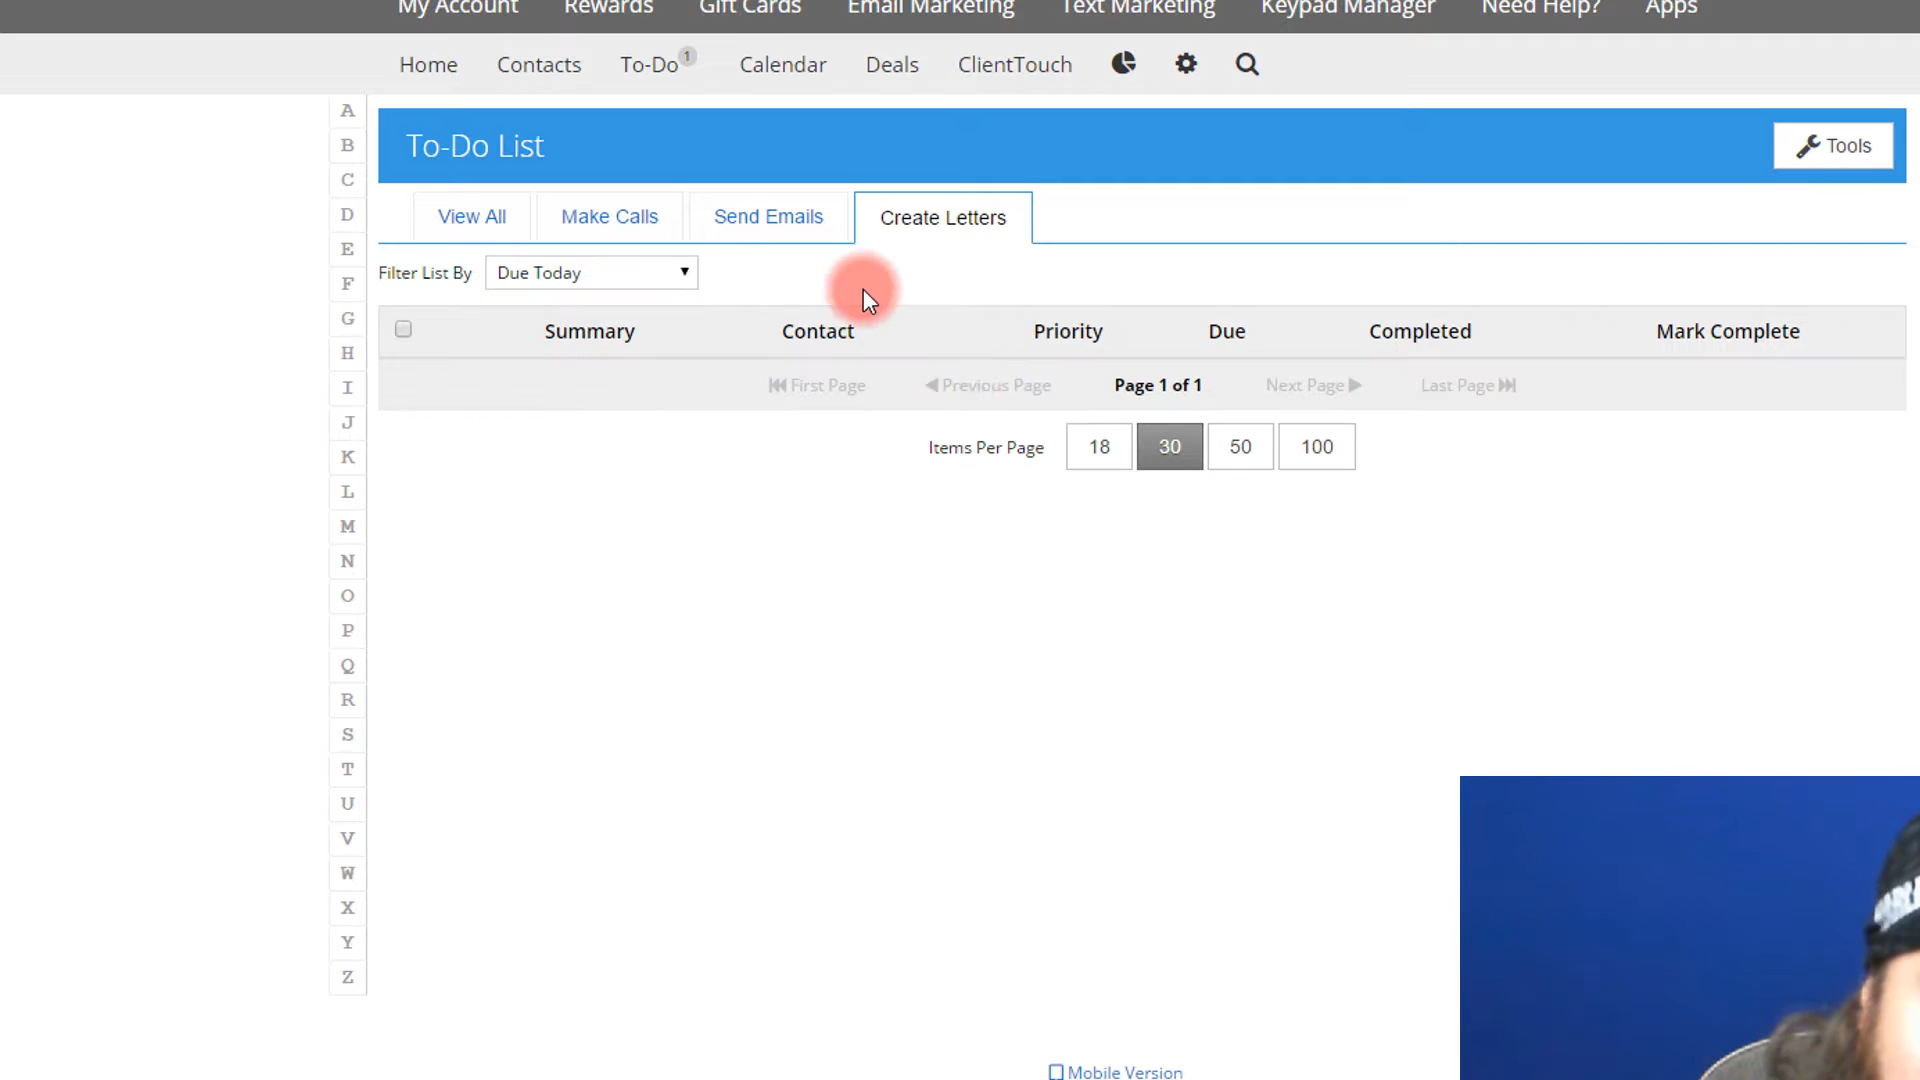 My Account Rewards Gift Cards Email Marketing Text Marketing Keypad Manager Need Help? Apps
Home Contacts To-Do 1 Calendar Deals ClientTouch
To-Do List Tools
View All Make Calls Send Emails Create Letters
Filter List By Due Today
Summary Contact Priority Due Completed Mark Complete
First Page Previous Page Page 1 of 1 Next Page Last Page
Items Per Page 18 30 50 100
A
B
C
D
E
F
G
H
I
J
K
L
M
N
O
P
Q
R
S
T
U
V
W
X
Y
Z
Mobile Version